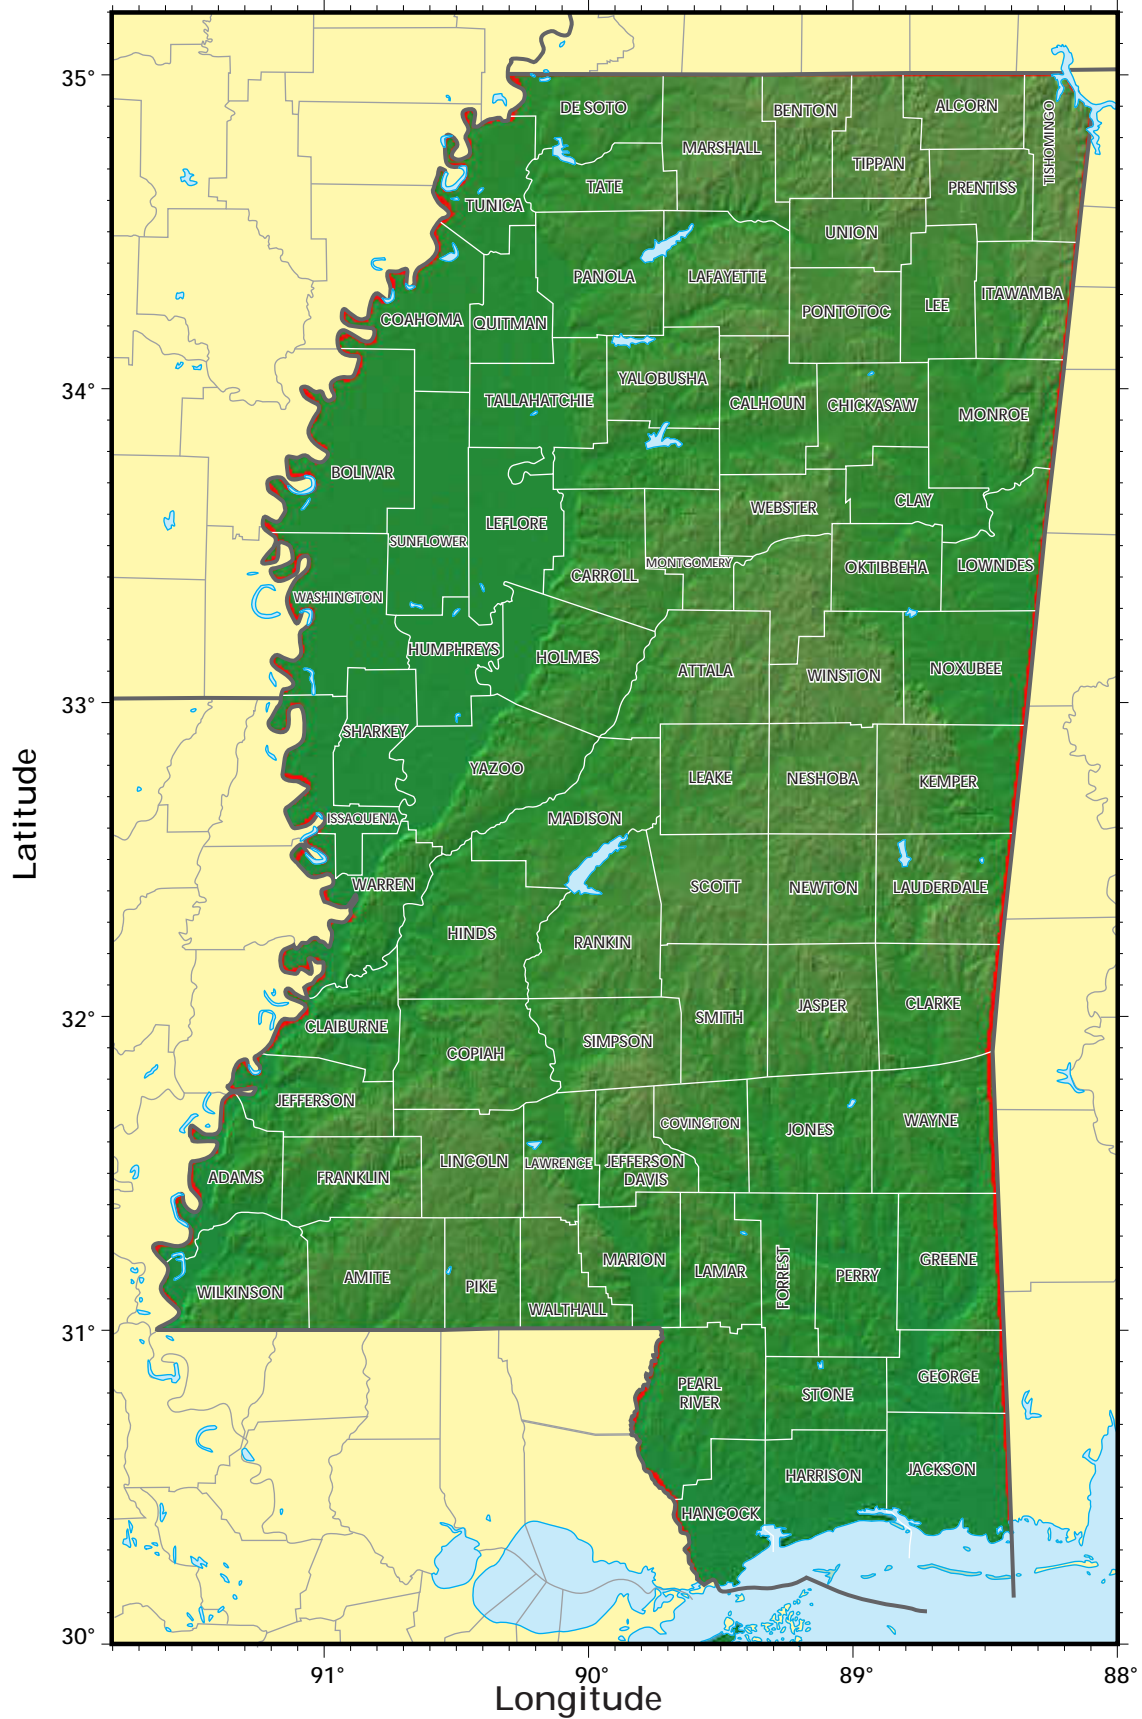 35°
DE SOTO
BENTON
ALCORN
TISHOMINGO
MARSHALL
TIPPAN
TATE
PRENTISS
TUNICA
UNION
PANOLA
LAFAYETTE
ITAWAMBA
LEE
PONTOTOC
COAHOMA
QUITMAN
34°
YALOBUSHA
TALLAHATCHIE
CALHOUN
CHICKASAW
MONROE
BOLIVAR
CLAY
WEBSTER
LEFLORE
SUNFLOWER
MONTGOMERY
CARROLL
OKTIBBEHA
LOWNDES
WASHINGTON
HUMPHREYS
HOLMES
ATTALA
WINSTON
NOXUBEE
33°
SHARKEY
YAZOO
LEAKE
NESHOBA
KEMPER
ISSAQUENA
MADISON
WARREN
SCOTT
NEWTON
LAUDERDALE
HINDS
RANKIN
32°
CLAIBURNE
SMITH
JASPER
CLARKE
COPIAH
SIMPSON
JEFFERSON
COVINGTON
JONES
WAYNE
ADAMS
FRANKLIN
LINCOLN
LAWRENCE
JEFFERSON
DAVIS
WILKINSON
AMITE
PIKE
WALTHALL
MARION
LAMAR
FORREST
PERRY
GREENE
31°
PEARL
RIVER
STONE
GEORGE
HARRISON
JACKSON
HANCOCK
30°
Latitude
91°
90°
89°
88°
Longitude